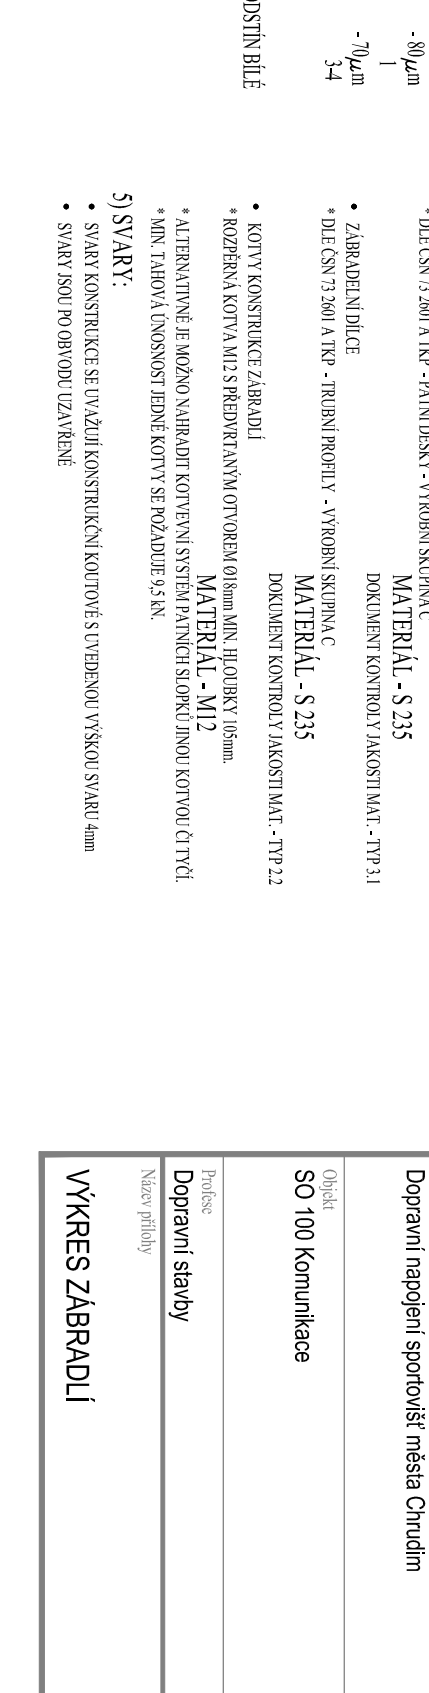 - 80µm
1
- 70µm
3-4
ODSTÍN BÍLÉ
* DLE ČSN 73 2601 A TKP - PATNÍ DESKY - VÝROBNÍ SKUPINA C
MATERIÁL - S 235
DOKUMENT KONTROLY JAKOSTI MAT. - TYP 3.1
• ZÁBRADELNÍ DÍLCE
* DLE ČSN 73 2601 A TKP - TRUBNÍ PROFILY - VÝROBNÍ SKUPINA C
MATERIÁL - S 235
DOKUMENT KONTROLY JAKOSTI MAT. - TYP 2.2
• KOTVY KONSTRUKCE ZÁBRADLÍ
* ROZPĚRNÁ KOTVA M12 S PŘEDVRTANÝM OTVOREM Ø18mm MIN. HLOUBKY 105mm.
MATERIÁL - M12
* ALTERNATIVNĚ JE MOŽNO NAHRADIT KOTVEVNÍ SYSTÉM PATNÍCH SLOPKŮ JINOU KOTVOU ČI TYČÍ.
* MIN. TAHOVÁ ÚNOSNOST JEDNÉ KOTVY SE POŽADUJE 9,5 kN.
5) SVARY:
• SVARY KONSTRUKCE SE UVAŽUJÍ KONSTRUKČNÍ KOUTOVÉ S UVEDENOU VÝŠKOU SVARU 4mm
• SVARY JSOU PO OBVODU UZAVŘENÉ
Dopravní napojení sportovišť města Chrudim
Objekt
SO 100 Komunikace
Profese
Dopravní stavby
Název přílohy
VÝKRES ZÁBRADLÍ